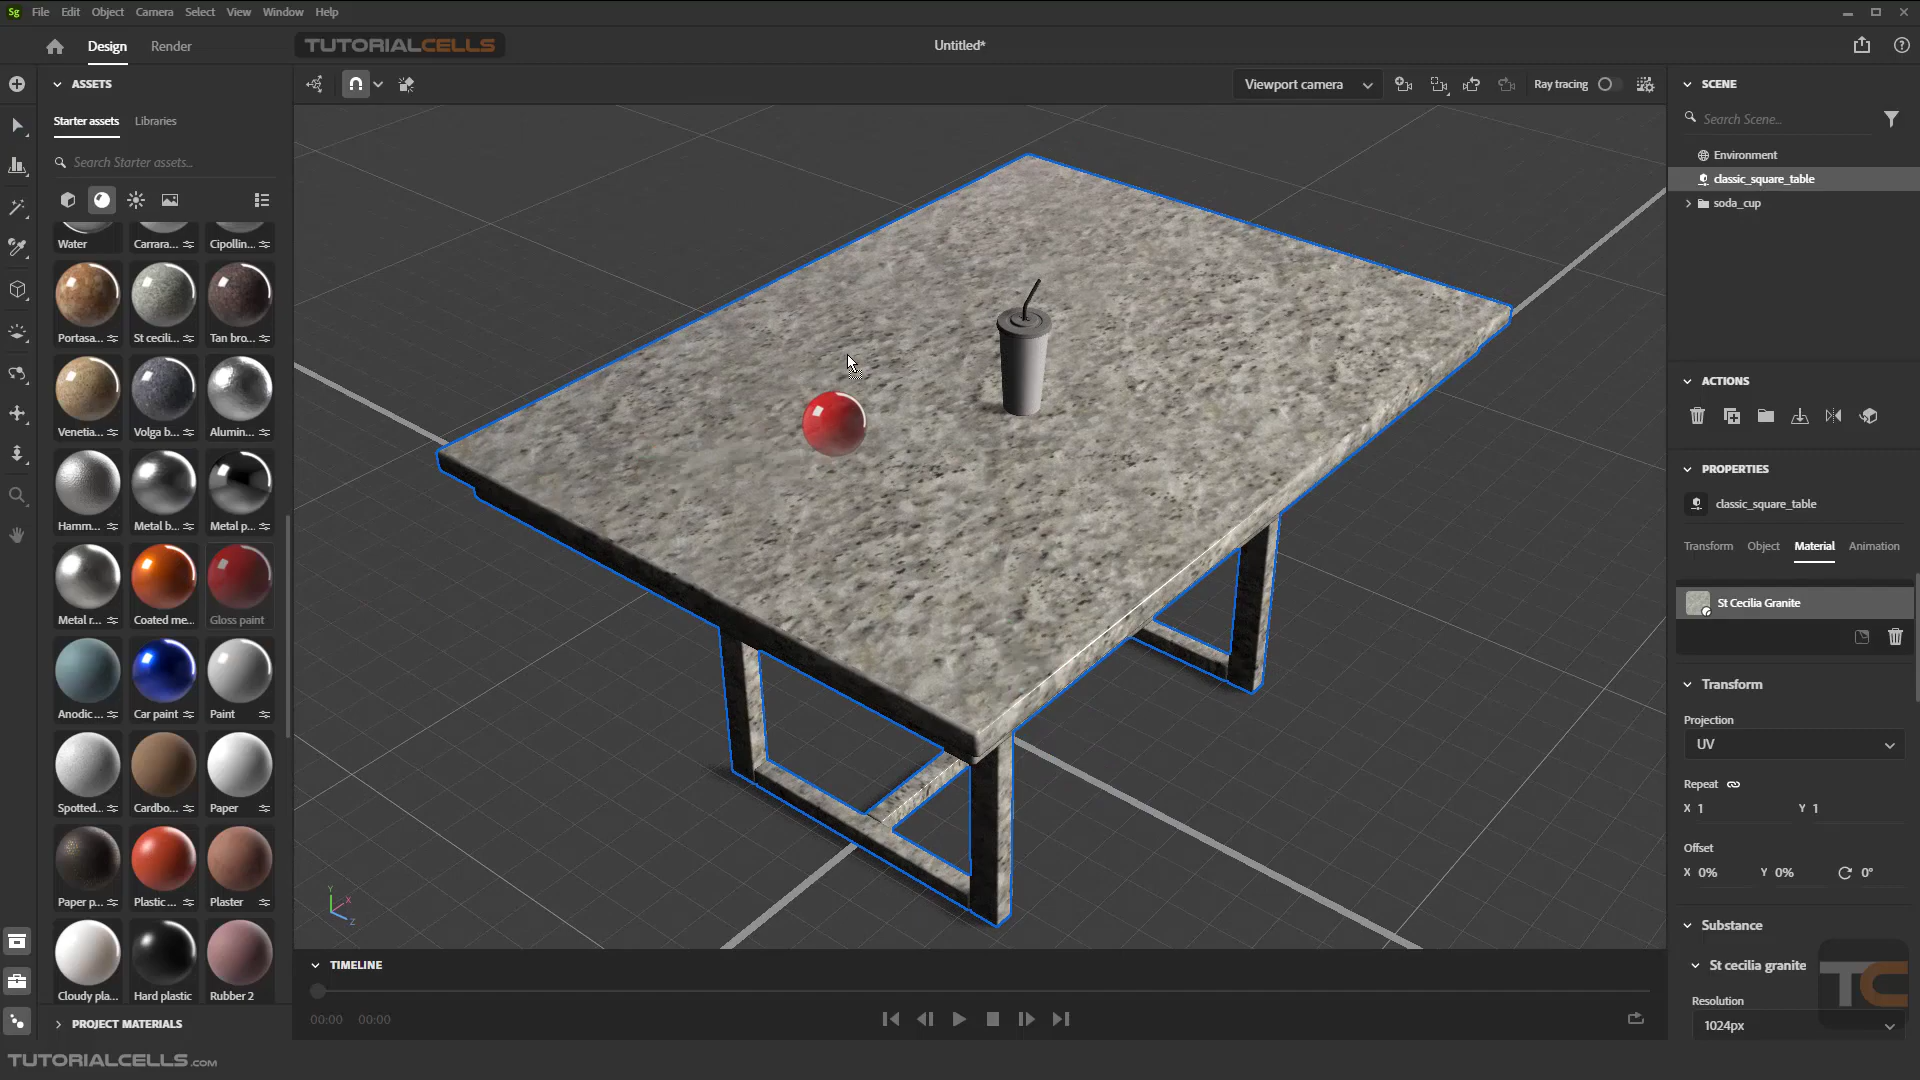 Sg File Edit Object Camera Select View Window Help
Design Render TUTORIALCELLS Untitled*
ASSETS
Starter assets Libraries
Search Starter assets...
Water Carrara... Cipollin...
Portasa... St cecili... Tan bro...
Venetia... Volga b... Alumin...
Hamm... Metal b... Metal p...
Metal r... Coated me... Gloss paint
Anodic ... Car paint Paint
Spotted... Cardbo... Paper
Paper p... Plastic ... Plaster
Cloudy pla... Hard plastic Rubber 2
PROJECT MATERIALS
Viewport camera Ray tracing
Y
X
Z
TIMELINE
00:00 00:00
SCENE
Search Scene...
Environment
classic_square_table
soda_cup
ACTIONS
PROPERTIES
classic_square_table
Transform Object Material Animation
St Cecilia Granite
Transform
Projection
UV
Repeat
X 1 Y 1
Offset
X 0% Y 0% 0°
Substance
St cecilia granite
Resolution
1024px
TC
TUTORIALCELLS.COM